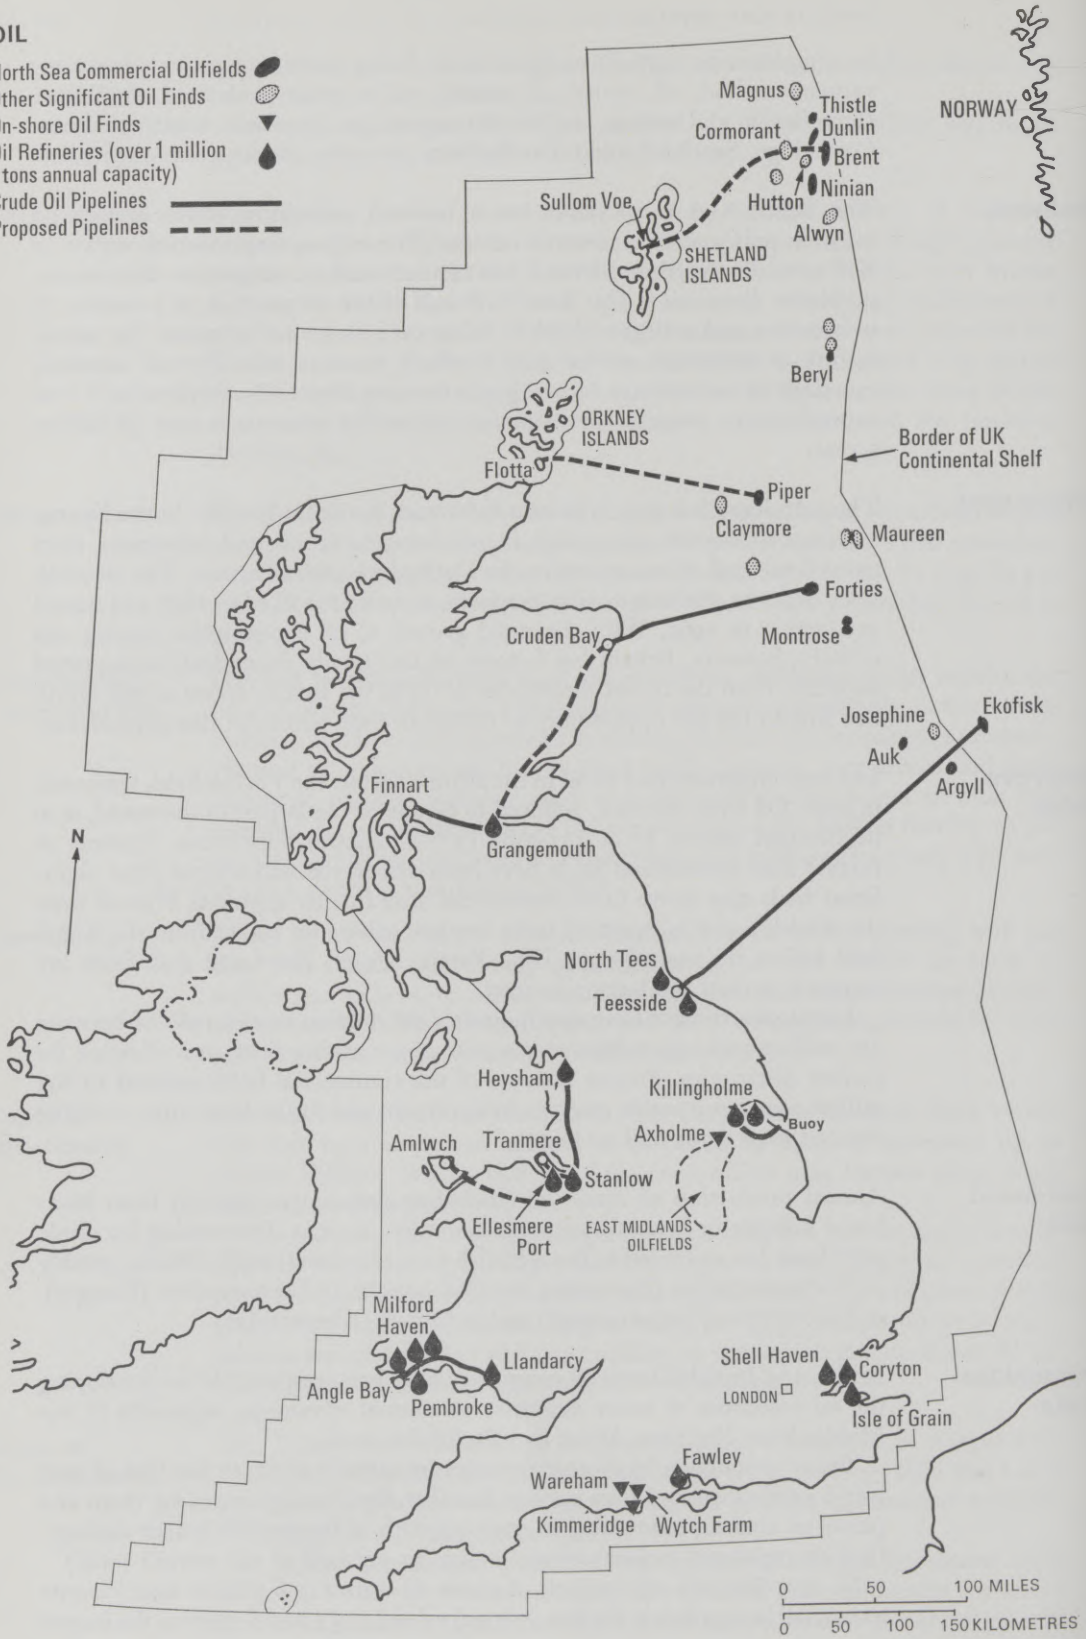 OIL
North Sea Commercial Oilfields
Other Significant Oil Finds
On-shore Oil Finds
Oil Refineries (over 1 million
tons annual capacity)
Crude Oil Pipelines
Proposed Pipelines
NORWAY
Magnus
Thistle
Dunlin
Cormorant
Brent
Hutton
Ninian
Sullom Voe
Alwyn
SHETLAND
ISLANDS
Beryl
ORKNEY
ISLANDS
Border of UK
Continental Shelf
Flotta
Piper
Claymore
Maureen
Forties
Cruden Bay
Montrose
Ekofisk
Josephine
Auk
Argyll
Finnart
N
Grangemouth
North Tees
Teesside
Heysham
Killingholme
Buoy
Axholme
Amlwch
Tranmere
Stanlow
Ellesmere
Port
EAST MIDLANDS
OILFIELDS
Milford
Haven
Llandarcy
Angle Bay
Pembroke
Shell Haven
Coryton
LONDON
Isle of Grain
Fawley
Wareham
Kimmeridge
Wytch Farm
0 50 100 MILES
0 50 100 150 KILOMETRES